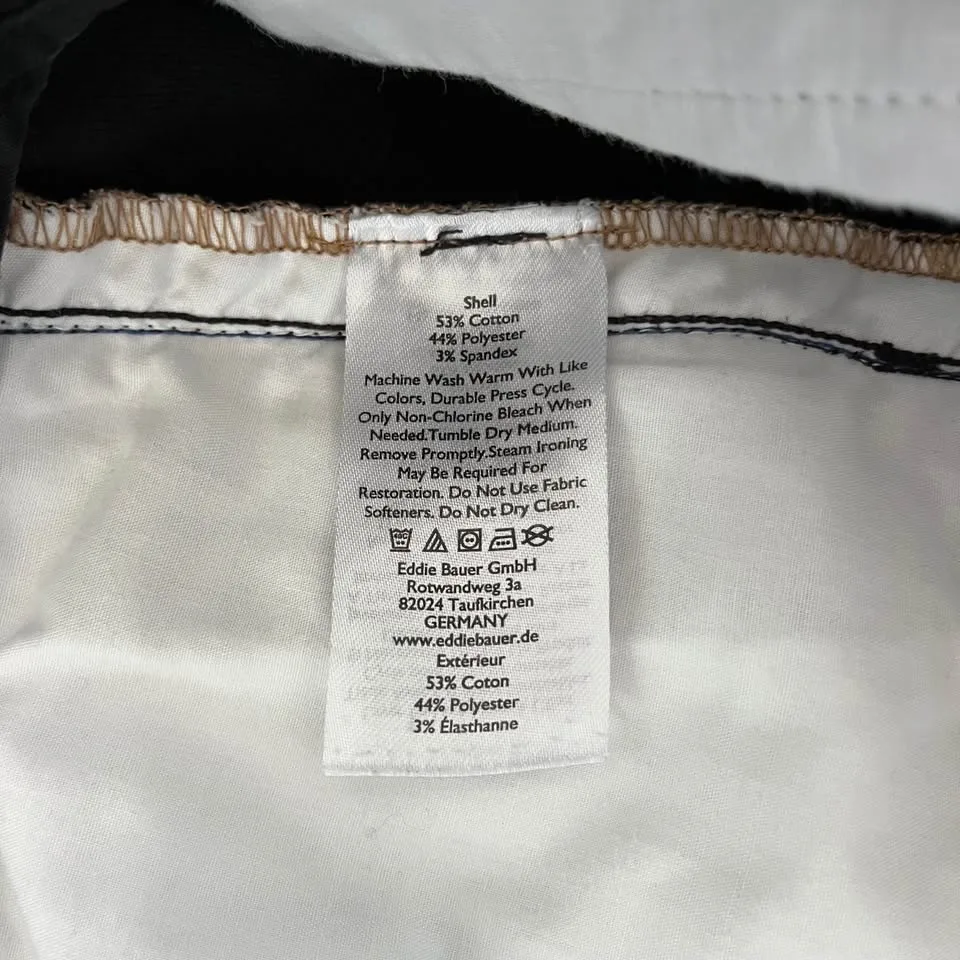 Shell
53% Cotton
44% Polyester
3% Spandex
Machine Wash Warm With Like
Colors, Durable Press Cycle.
Only Non-Chlorine Bleach When
Needed.Tumble Dry Medium.
Remove Promptly.Steam Ironing
May Be Required For
Restoration. Do Not Use Fabric
Softeners. Do Not Dry Clean.
40C
Eddie Bauer GmbH
Rotwandweg 3a
82024 Taufkirchen
GERMANY
www.eddiebauer.de
Extérieur
53% Coton
44% Polyester
3% Élasthanne